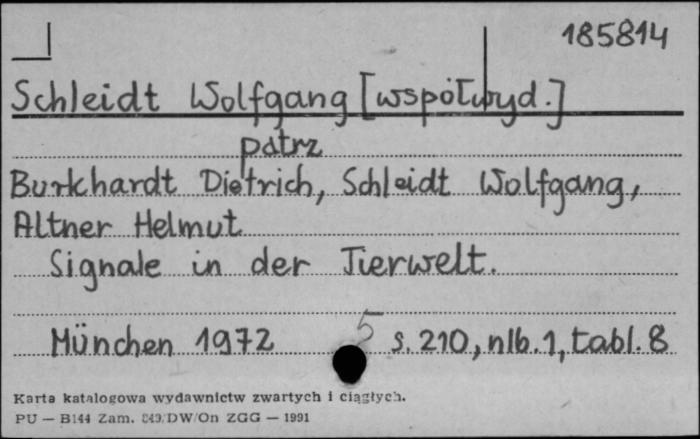 185814
Schleidt Wolfgang [współwyd.]
patrz
Burkhardt Dietrich, Schleidt Wolfgang,
Altner Helmut
Signale in der Tierwelt.
München 1972 5 s. 210, nlb. 1, tabl. 8
Karta katalogowa wydawnictw zwartych i ciągłych.
PU — B144 Zam. DW/On ZGG — 1991